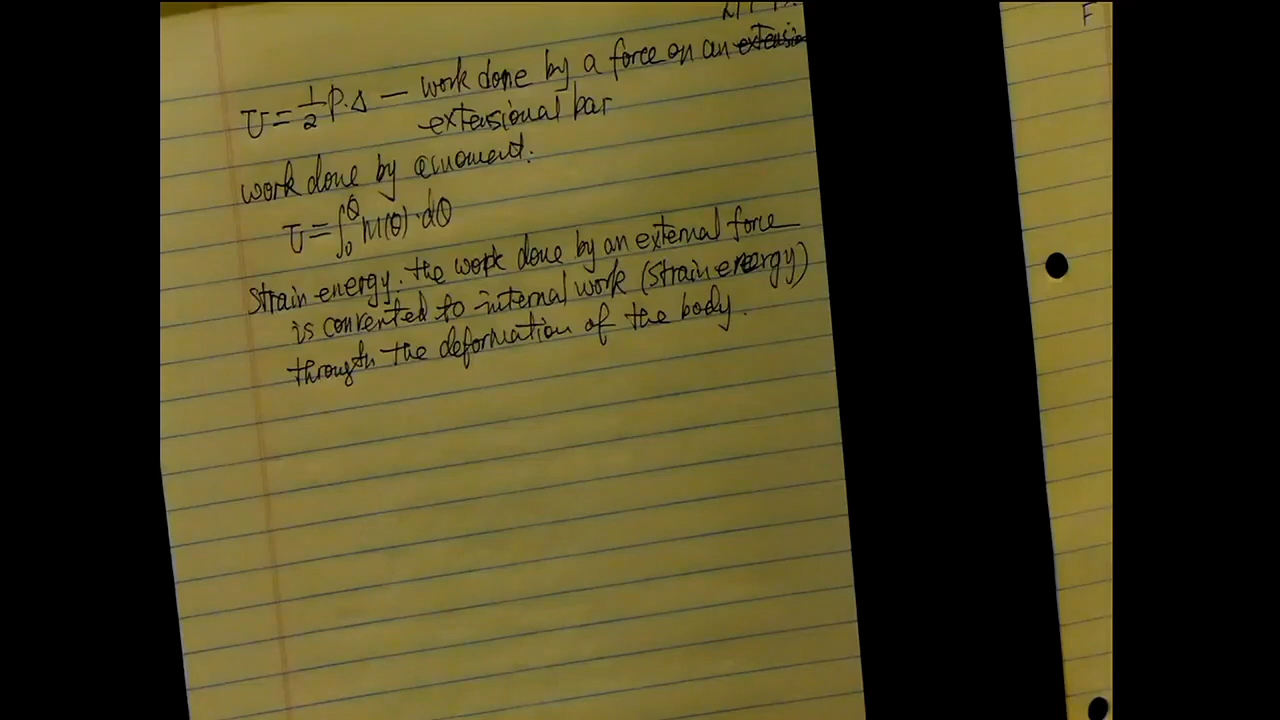 U = 1/2 P.Δ — work done by a force on an extension
extensional bar
work done by a moment.
U = ∫₀^θ M(θ)·dθ
strain energy. the work done by an external force
is converted to internal work (strain energy)
through the deformation of the body.
F